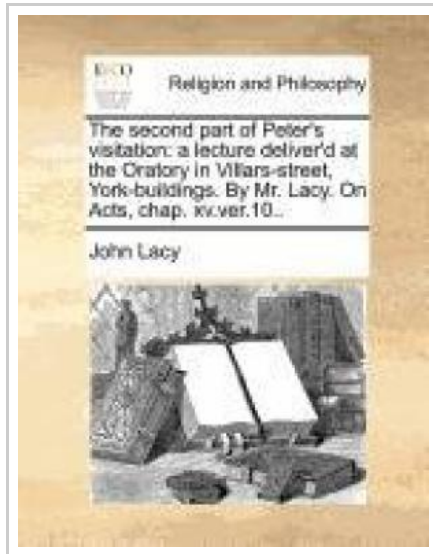 ECCO
Religion and Philosophy
The second part of Peter's
visitation: a lecture deliver'd at
the Oratory in Villars-street,
York-buildings. By Mr. Lacy. On
Acts, chap. xv.ver.10..
John Lacy